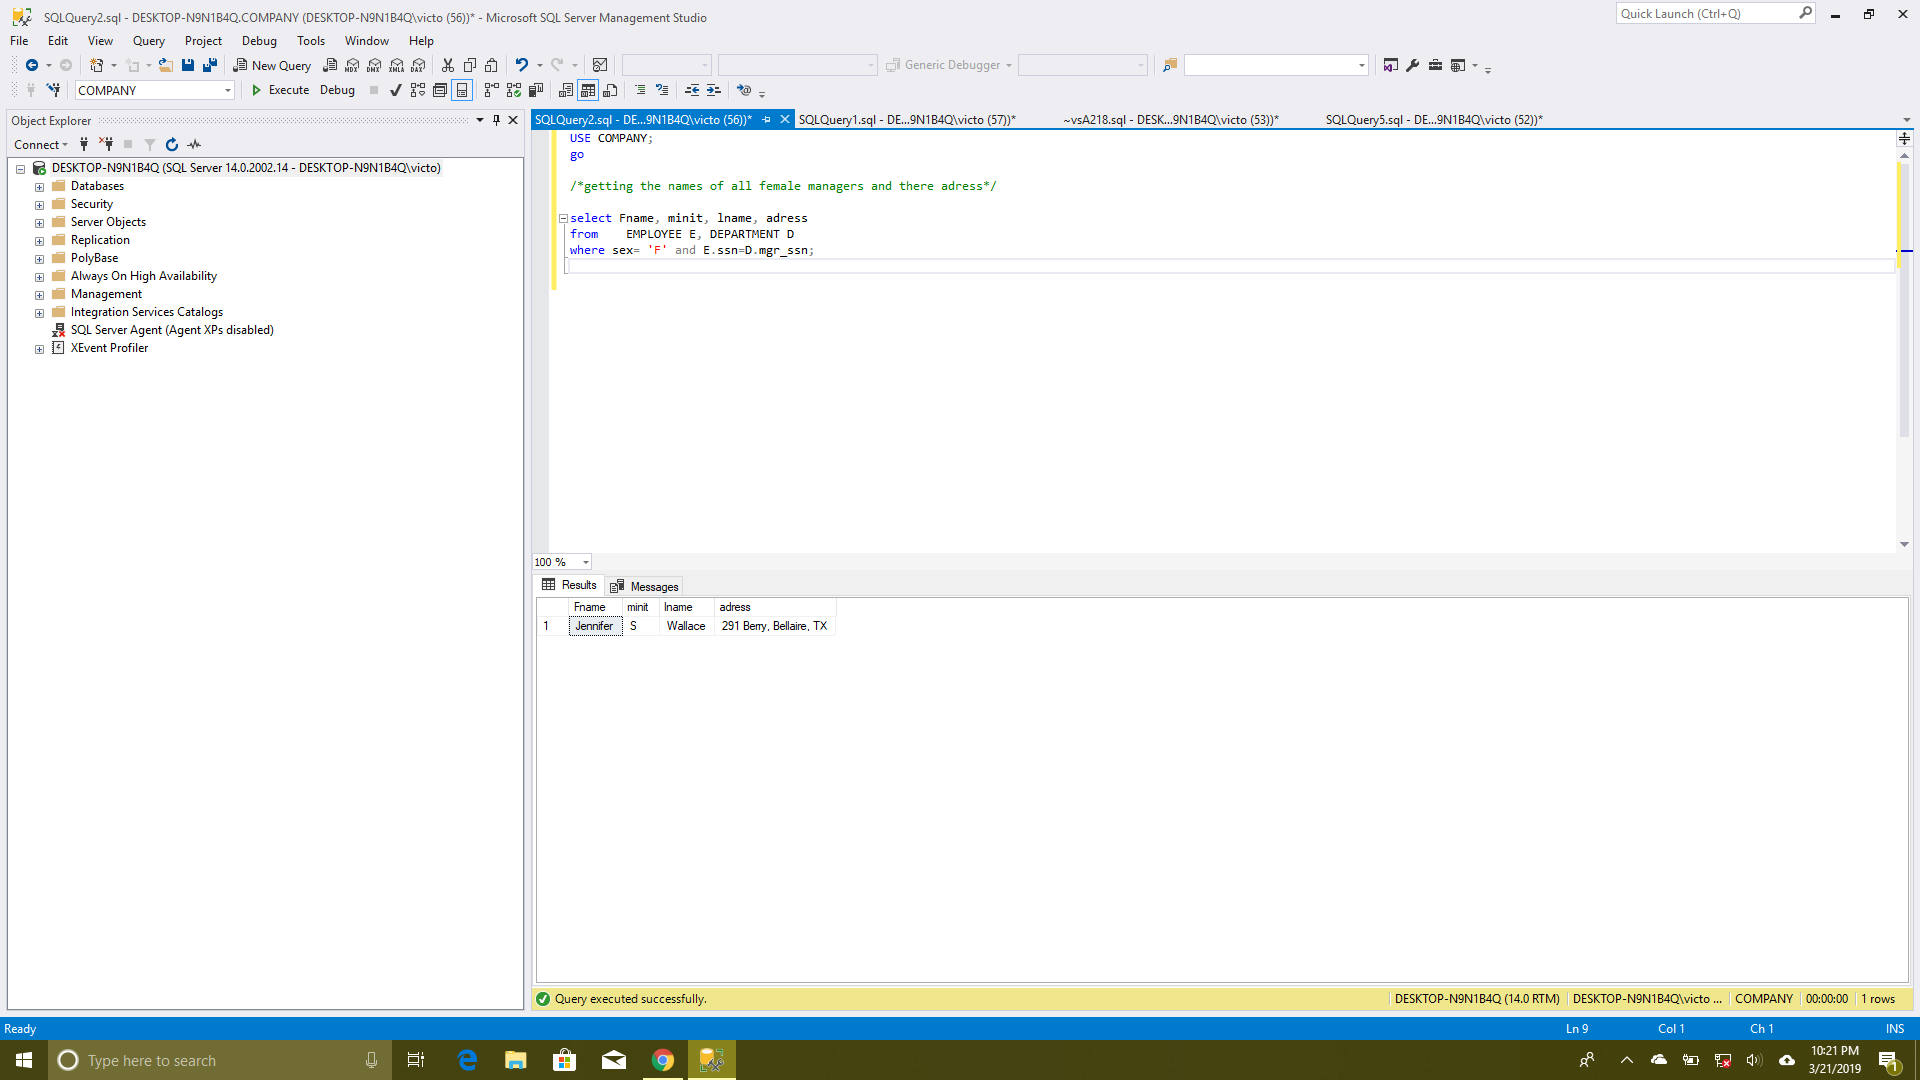 SQLQuery2.sql - DESKTOP-N9N1B4Q.COMPANY (DESKTOP-N9N1B4Q\victo (56))* - Microsoft SQL Server Management Studio
Quick Launch (Ctrl+Q)
File Edit View Query Project Debug Tools Window Help
New Query
MDX DMX XMLA DAX
Generic Debugger
COMPANY
Execute Debug
Object Explorer
SQLQuery2.sql - DE...9N1B4Q\victo (56))* SQLQuery1.sql - DE...9N1B4Q\victo (57))* ~vsA218.sql - DESK...9N1B4Q\victo (53))* SQLQuery5.sql - DE...9N1B4Q\victo (52))*
Connect
DESKTOP-N9N1B4Q (SQL Server 14.0.2002.14 - DESKTOP-N9N1B4Q\victo)
Databases
Security
Server Objects
Replication
PolyBase
Always On High Availability
Management
Integration Services Catalogs
SQL Server Agent (Agent XPs disabled)
XEvent Profiler
USE COMPANY;
go
/*getting the names of all female managers and there adress*/
select Fname, minit, lname, adress
from EMPLOYEE E, DEPARTMENT D
where sex= 'F' and E.ssn=D.mgr_ssn;
100 %
Results Messages
Fname minit lname adress
1 Jennifer S Wallace 291 Berry, Bellaire, TX
Query executed successfully. DESKTOP-N9N1B4Q (14.0 RTM) DESKTOP-N9N1B4Q\victo ... COMPANY 00:00:00 1 rows
Ready Ln 9 Col 1 Ch 1 INS
Type here to search
10:21 PM
3/21/2019
1